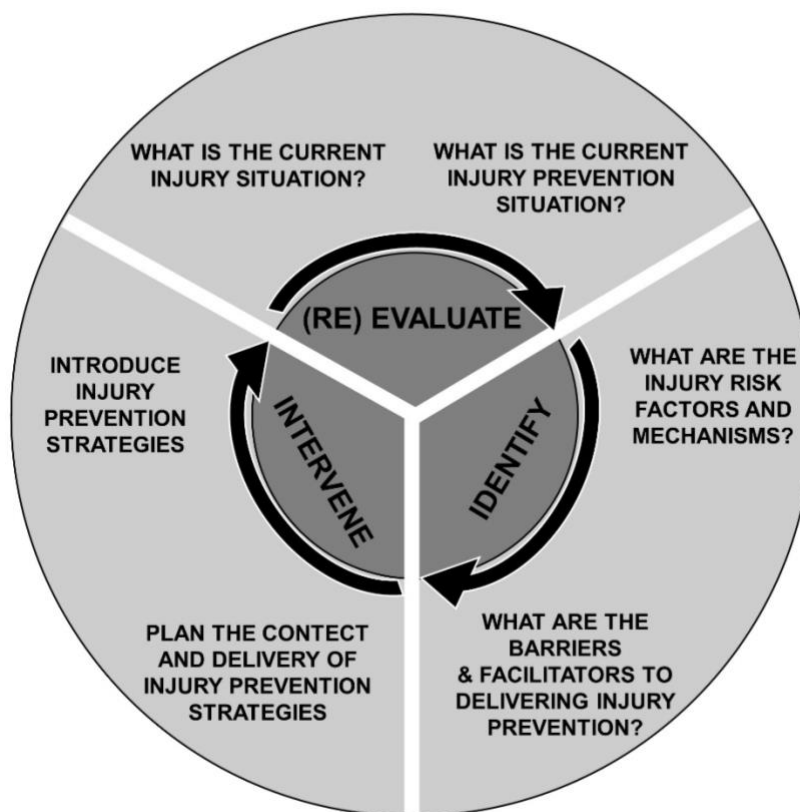 WHAT IS THE CURRENT
INJURY SITUATION?
WHAT IS THE CURRENT
INJURY PREVENTION
SITUATION?
(RE) EVALUATE
WHAT ARE THE
INJURY RISK
FACTORS AND
MECHANISMS?
IDENTIFY
WHAT ARE THE
BARRIERS
& FACILITATORS TO
DELIVERING INJURY
PREVENTION?
PLAN THE CONTECT
AND DELIVERY OF
INJURY PREVENTION
STRATEGIES
INTERVENE
INTRODUCE
INJURY
PREVENTION
STRATEGIES